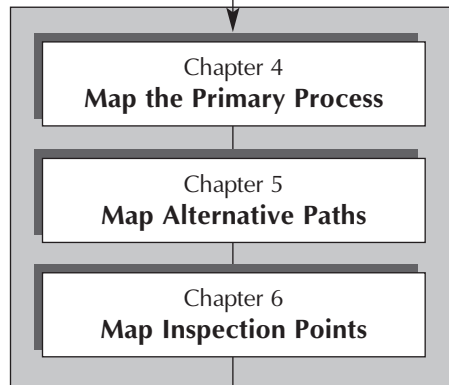 Chapter 4
Map the Primary Process
Chapter 5
Map Alternative Paths
Chapter 6
Map Inspection Points